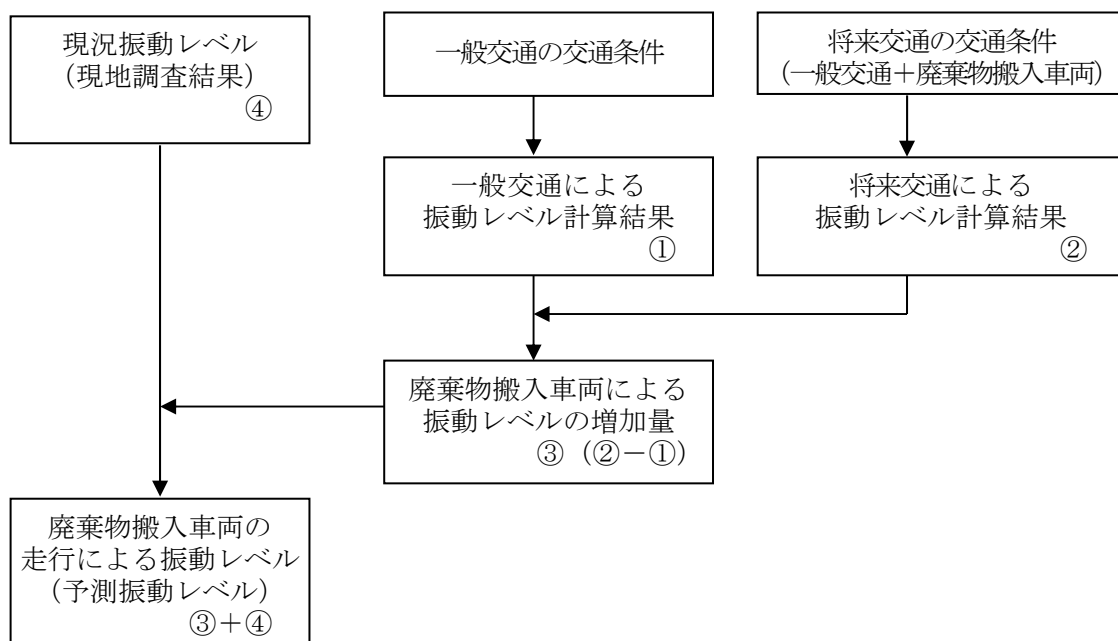 現況振動レベル
（現地調査結果）
④
一般交通の交通条件
将来交通の交通条件
（一般交通＋廃棄物搬入車両）
一般交通による
振動レベル計算結果
①
将来交通による
振動レベル計算結果
②
廃棄物搬入車両による
振動レベルの増加量
③（②－①）
廃棄物搬入車両の
走行による振動レベル
（予測振動レベル）
③＋④